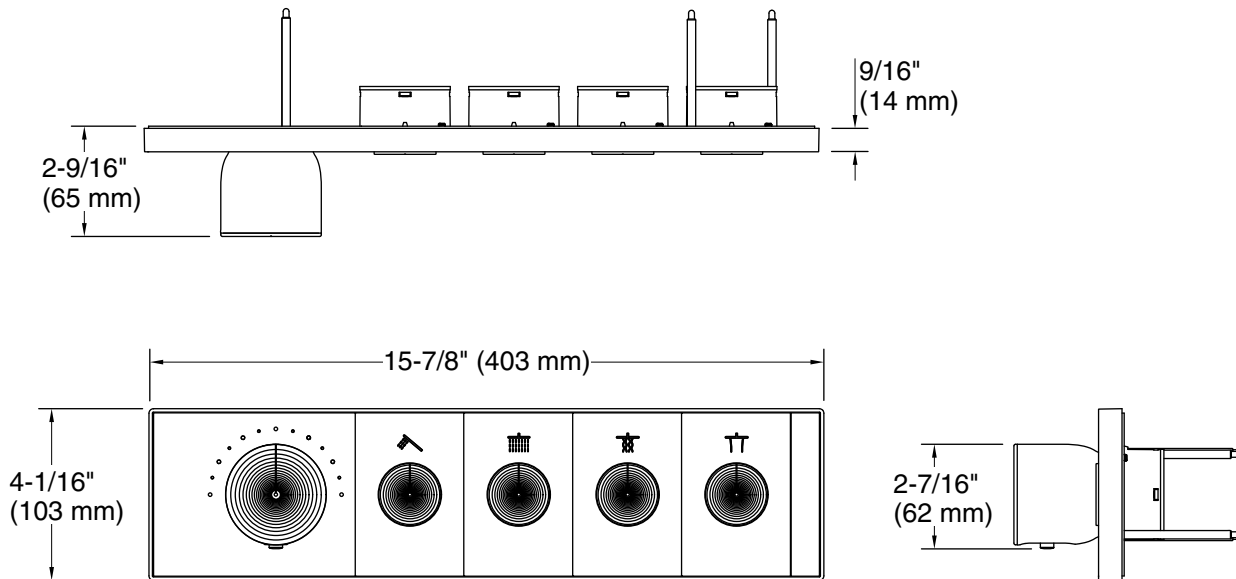 9/16"
(14 mm)
2-9/16"
(65 mm)
15-7/8" (403 mm)
4-1/16"
(103 mm)
2-7/16"
(62 mm)